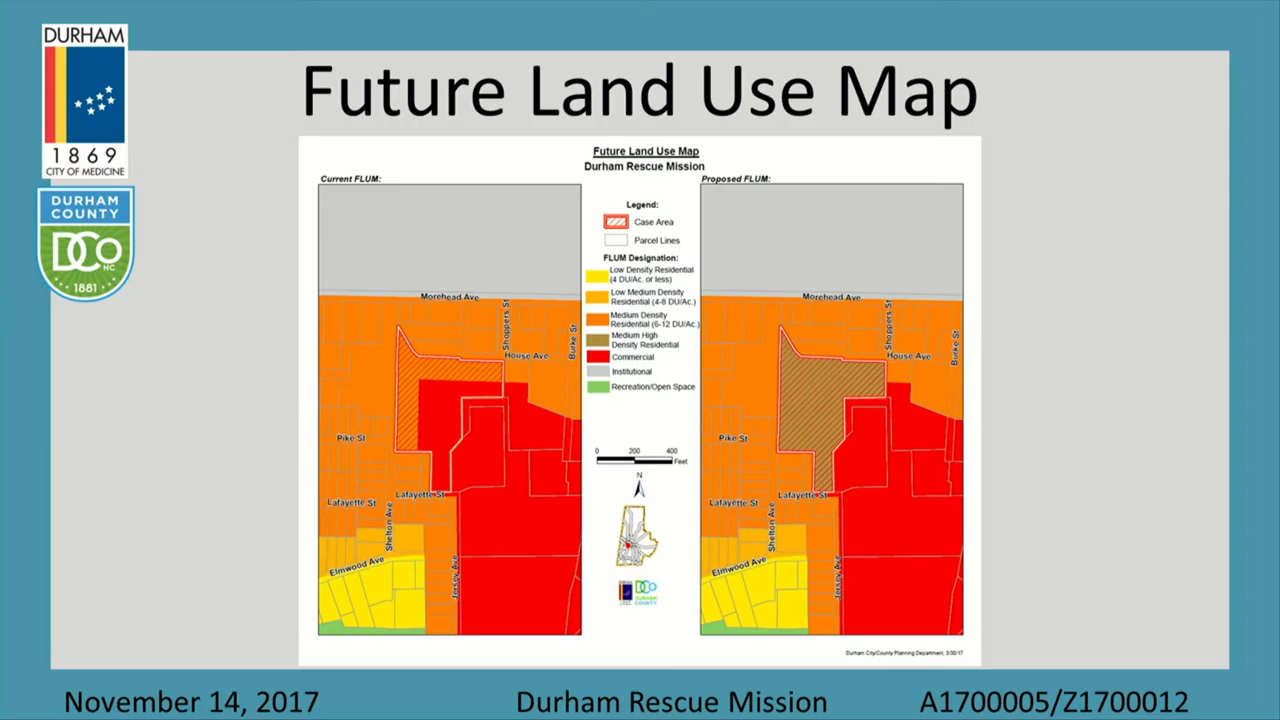 DURHAM
1869
CITY OF MEDICINE
DURHAM
COUNTY
DCO
NC
1881
Future Land Use Map
Future Land Use Map
Durham Rescue Mission
Current FLUM:
Proposed FLUM:
Legend:
Case Area
Parcel Lines
FLUM Designation:
Low Density Residential
(4 DU/Ac. or less)
Low Medium Density
Residential (4-8 DU/Ac.)
Medium Density
Residential (6-12 DU/Ac.)
Medium High
Density Residential
Commercial
Institutional
Recreation/Open Space
0 200 400
Feet
N
DURHAM
DCO
DURHAM
COUNTY
Morehead Ave
Shoppers St
House Ave
Burke St
Pike St
Lafayette St
Lafayette St
Shelton Ave
Elmwood Ave
Jersey Ave
Morehead Ave
Shoppers St
House Ave
Burke St
Pike St
Lafayette St
Lafayette St
Shelton Ave
Elmwood Ave
Jersey Ave
Durham City/County Planning Department, 3/30/17
November 14, 2017
Durham Rescue Mission
A1700005/Z1700012